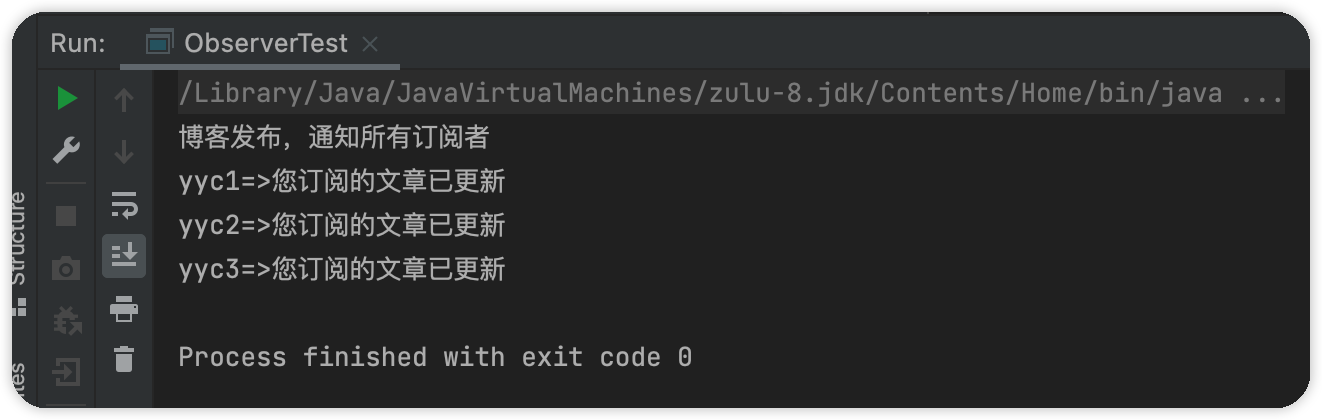 Run: ObserverTest
/Library/Java/JavaVirtualMachines/zulu-8.jdk/Contents/Home/bin/java ...
博客发布，通知所有订阅者
yyc1=>您订阅的文章已更新
yyc2=>您订阅的文章已更新
yyc3=>您订阅的文章已更新
Process finished with exit code 0
Structure